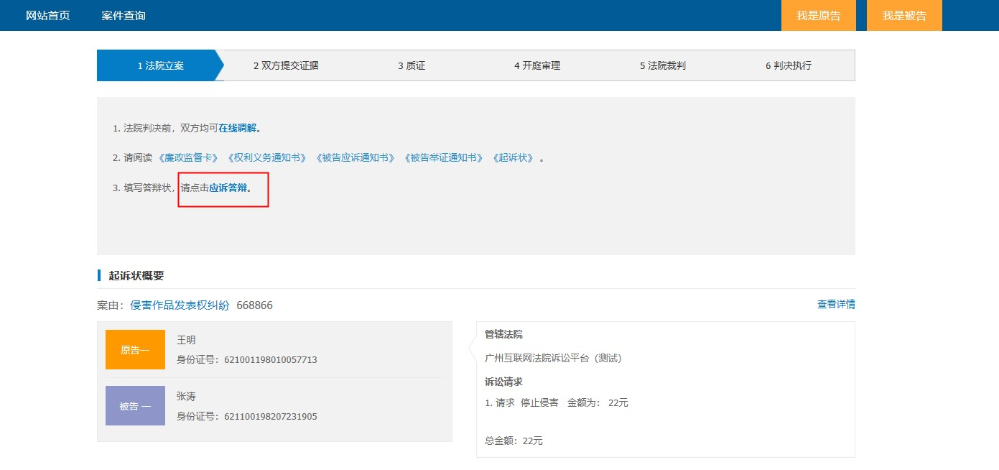 网站首页 案件查询 我是原告 我是被告
1 法院立案 2 双方提交证据 3 质证 4 开庭审理 5 法院裁判 6 判决执行
1. 法院判决前，双方均可在线调解。
2. 请阅读 《廉政监督卡》 《权利义务通知书》 《被告应诉通知书》 《被告举证通知书》 《起诉状》 。
3. 填写答辩状，请点击应诉答辩。
起诉状概要
案由：侵害作品发表权纠纷 668866 查看详情
原告一
王明
身份证号：621001198010057713
被告 一
张涛
身份证号：621100198207231905
管辖法院
广州互联网法院诉讼平台（测试）
诉讼请求
1. 请求 停止侵害 金额为： 22元
总金额：22元